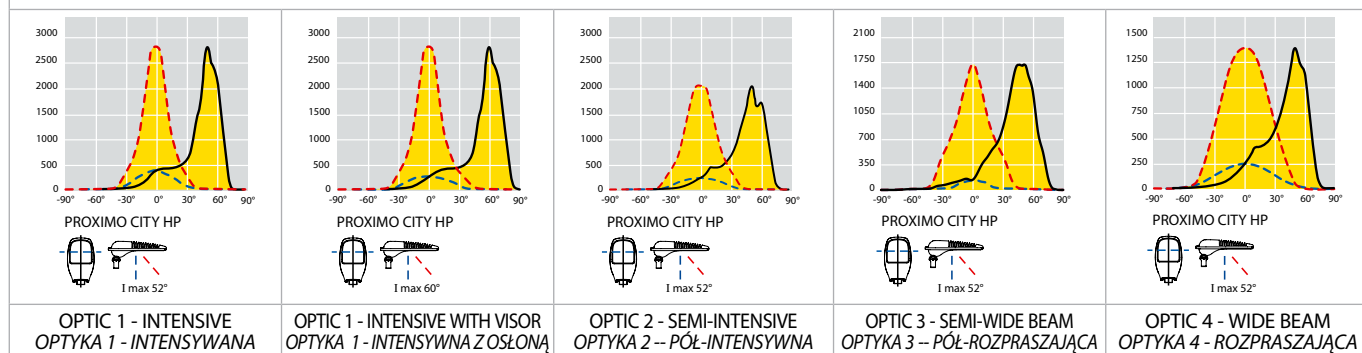 3000
2500
2000
1500
1000
500
0
-90° -60° -30° 0° 30° 60° 90°
PROXIMO CITY HP
I max 52°
OPTIC 1 - INTENSIVE
OPTYKA 1 - INTENSYWANA
3000
2500
2000
1500
1000
500
0
-90° -60° -30° 0° 30° 60° 90°
PROXIMO CITY HP
I max 60°
OPTIC 1 - INTENSIVE WITH VISOR
OPTYKA 1 - INTENSYWNA Z OSŁONĄ
3000
2500
2000
1500
1000
500
0
-90° -60° -30° 0° 30° 60° 90°
PROXIMO CITY HP
I max 52°
OPTIC 2 - SEMI-INTENSIVE
OPTYKA 2 -- PÓŁ-INTENSYWNA
2100
1750
1400
1050
700
350
0
-90° -60° -30° 0° 30° 60° 90°
PROXIMO CITY HP
I max 52°
OPTIC 3 - SEMI-WIDE BEAM
OPTYKA 3 -- PÓŁ-ROZPRASZAJĄCA
1500
1250
1000
750
500
250
0
-90° -60° -30° 0° 30° 60° 90°
PROXIMO CITY HP
I max 52°
OPTIC 4 - WIDE BEAM
OPTYKA 4 - ROZPRASZAJĄCA